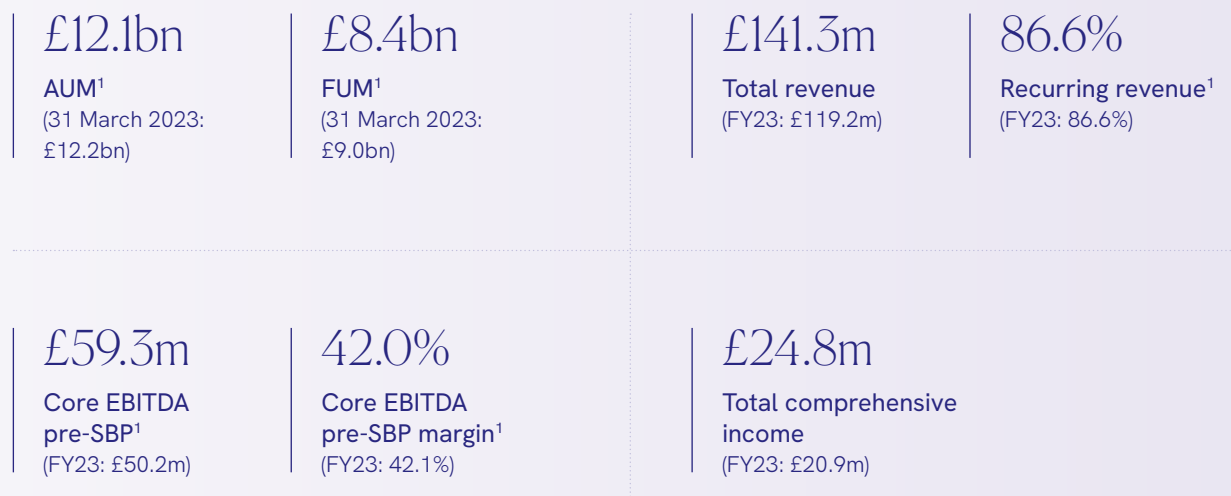 £12.1bn
AUM¹
(31 March 2023:
£12.2bn)
£8.4bn
FUM¹
(31 March 2023:
£9.0bn)
£141.3m
Total revenue
(FY23: £119.2m)
86.6%
Recurring revenue¹
(FY23: 86.6%)
£59.3m
Core EBITDA
pre-SBP¹
(FY23: £50.2m)
42.0%
Core EBITDA
pre-SBP margin¹
(FY23: 42.1%)
£24.8m
Total comprehensive
income
(FY23: £20.9m)